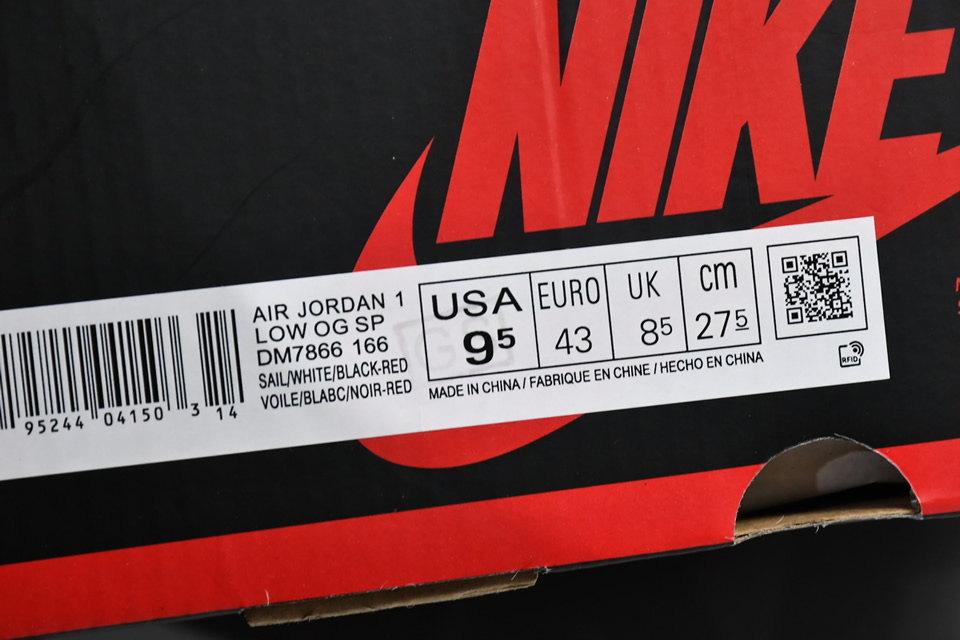 NIKE
AIR JORDAN 1
LOW OG SP
DM7866 166
SAIL/WHITE/BLACK-RED
VOILE/BLABC/NOIR-RED
95244 04150 3 14
USA
9⁵
EURO
43
UK
8⁵
cm
27⁵
MADE IN CHINA / FABRIQUE EN CHINE / HECHO EN CHINA
RFID